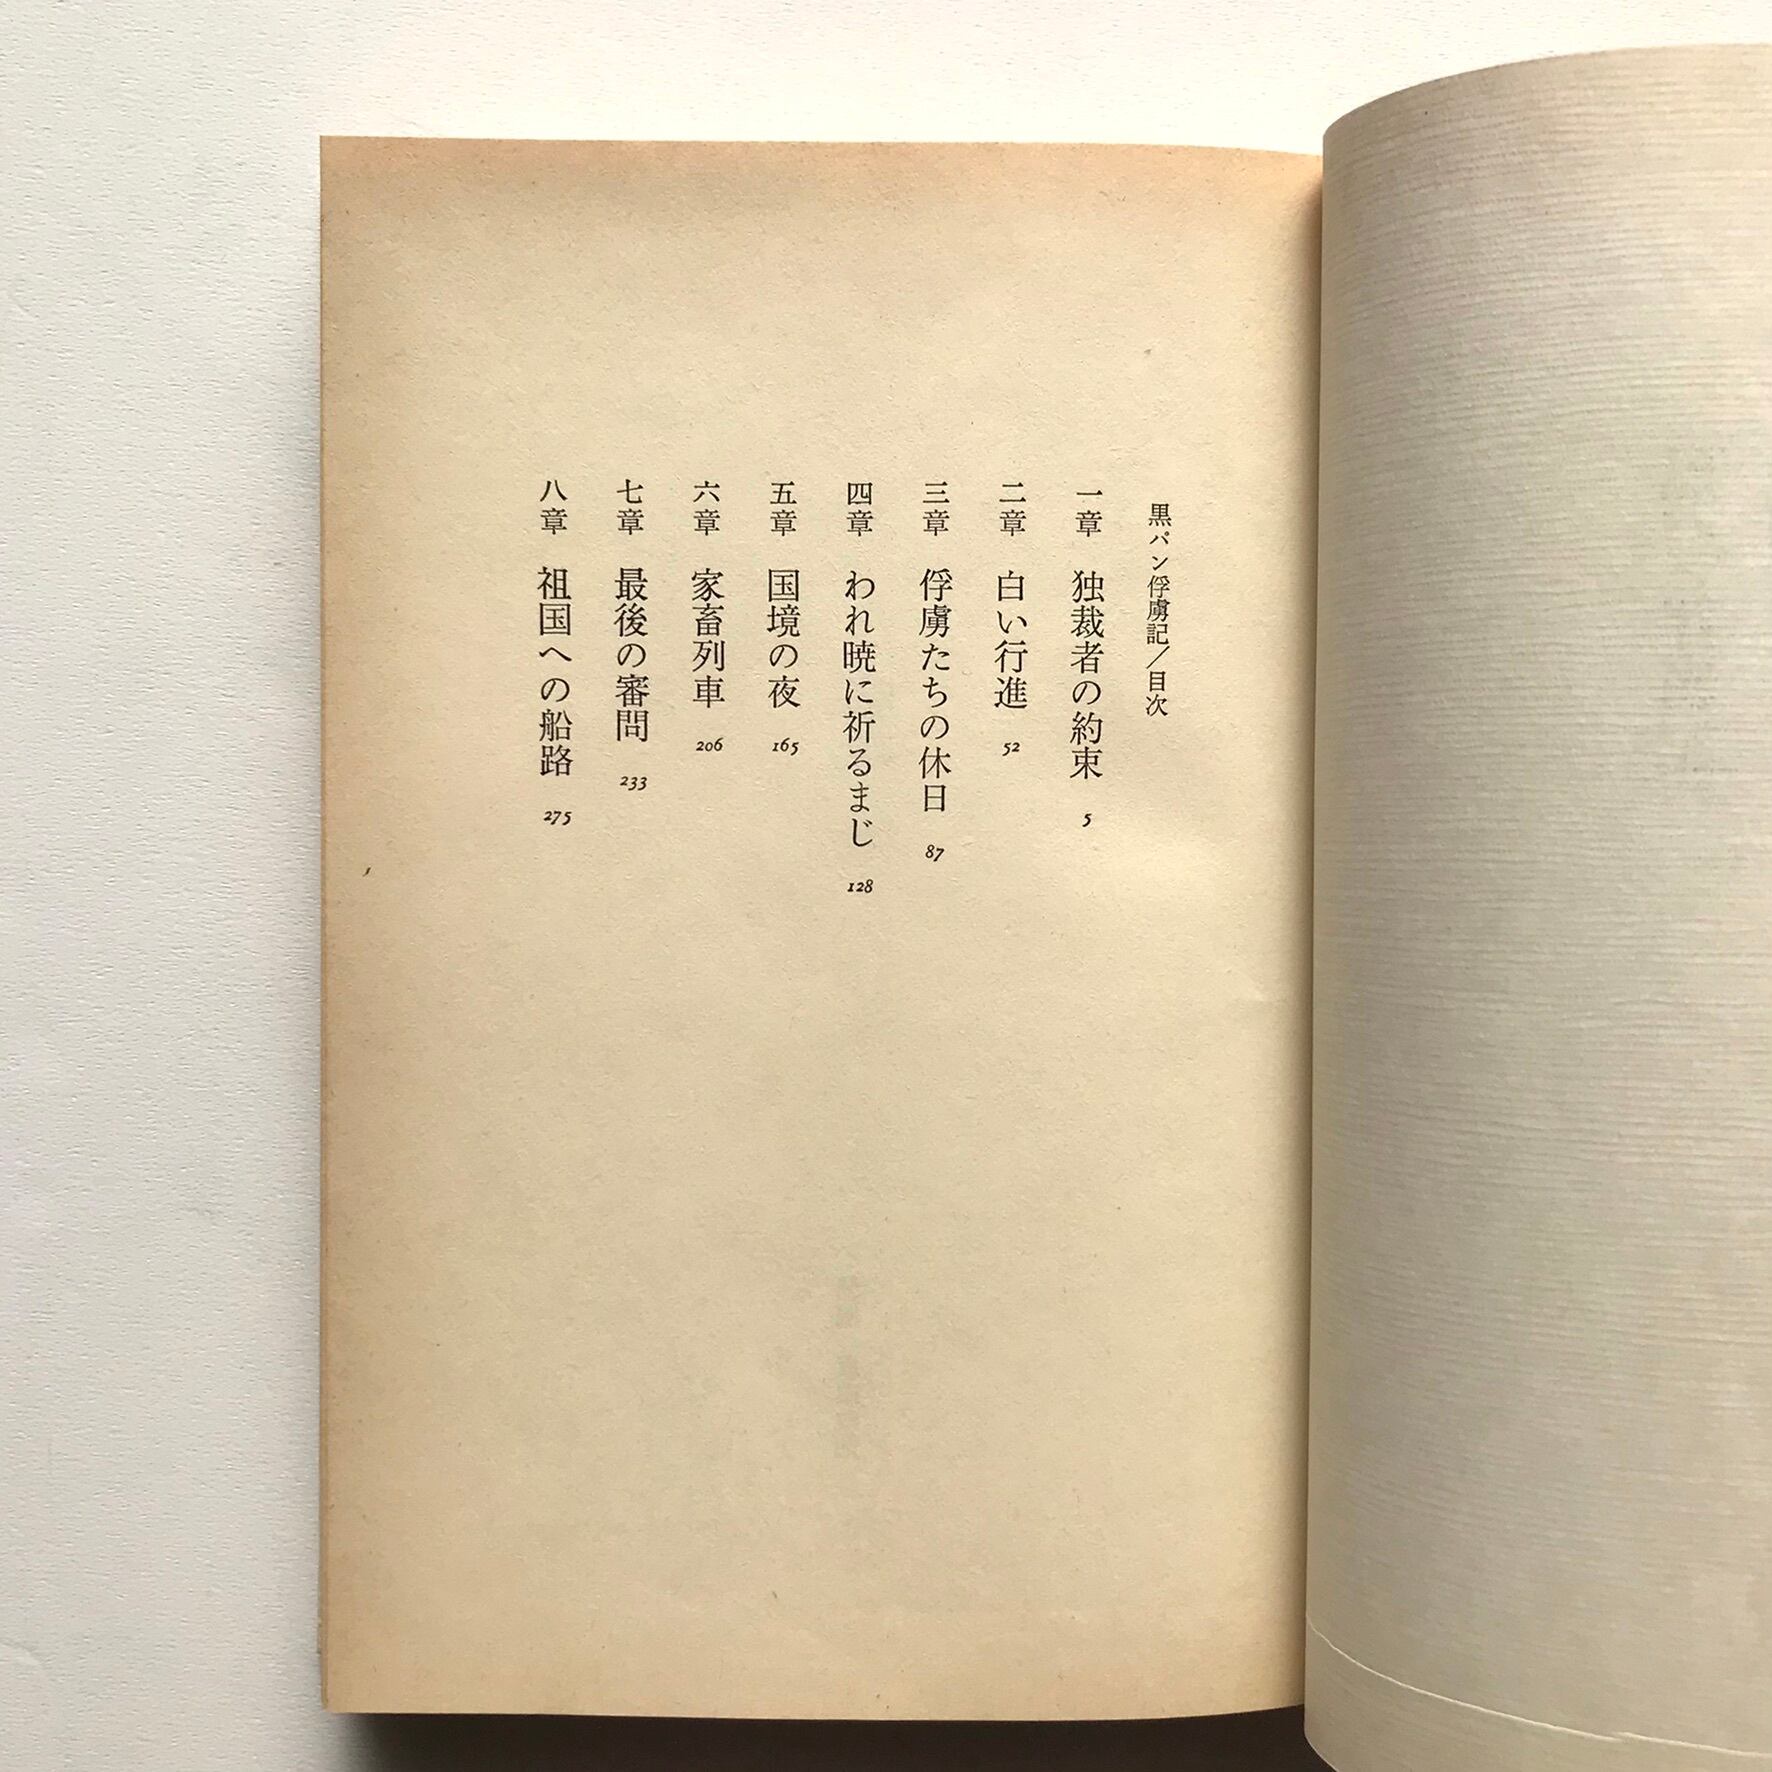 黒パン俘虜記／目次
一章 独裁者の約束 5
二章 白い行進 52
三章 俘虜たちの休日 87
四章 われ暁に祈るまじ 128
五章 国境の夜 165
六章 家畜列車 206
七章 最後の審問 233
八章 祖国への船路 275